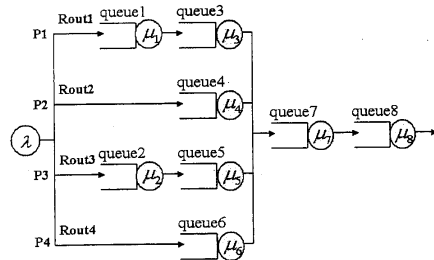 P1 Rout1 queue1 μ1 queue3 μ3
P2 Rout2 queue4 μ4
λ queue7 μ7 queue8 μ8
P3 Rout3 queue2 μ2 queue5 μ5
P4 Rout4 queue6 μ6